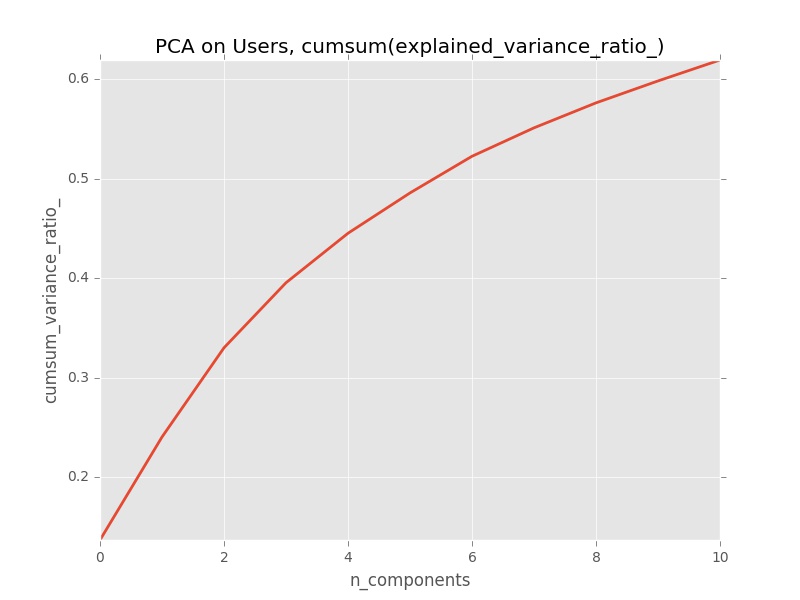 PCA on Users, cumsum(explained_variance_ratio_)
0.6
0.5
0.4
0.3
0.2
cumsum_variance_ratio_
0 2 4 6 8 10
n_components